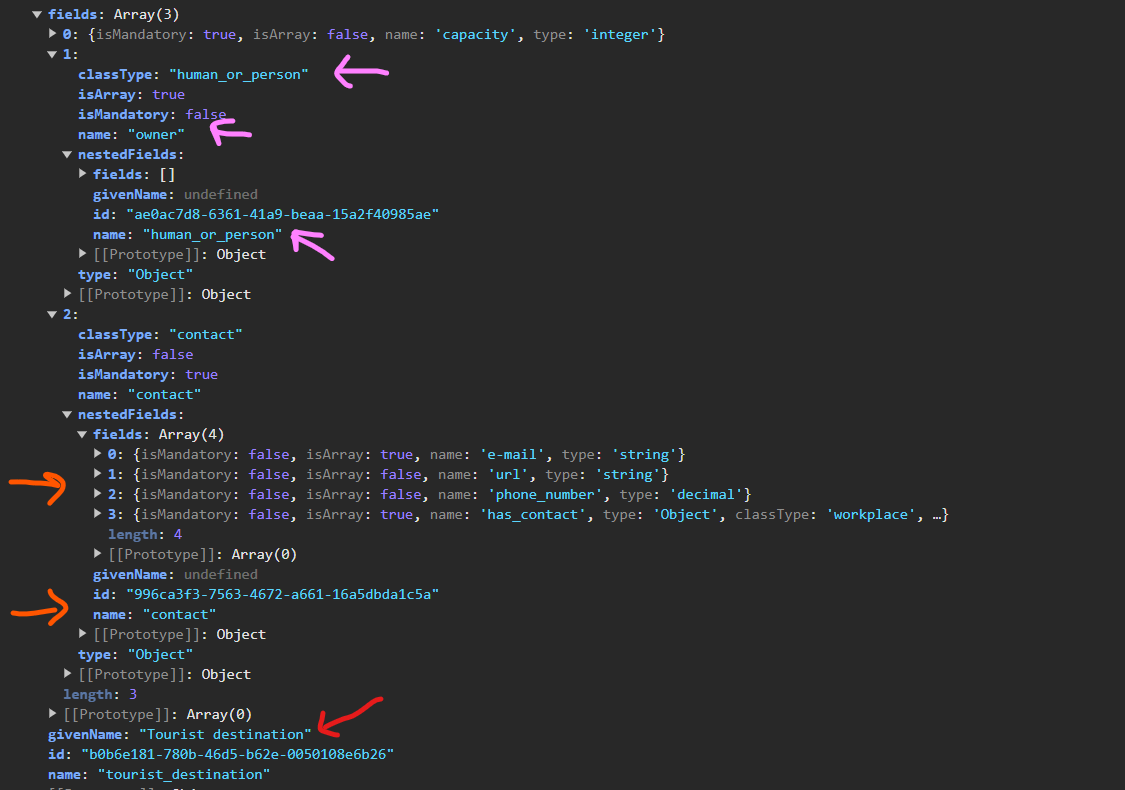 ▼ fields: Array(3)
▶ 0: {isMandatory: true, isArray: false, name: 'capacity', type: 'integer'}
▼ 1:
classType: "human_or_person"
isArray: true
isMandatory: false
name: "owner"
▼ nestedFields:
▶ fields: []
givenName: undefined
id: "ae0ac7d8-6361-41a9-beaa-15a2f40985ae"
name: "human_or_person"
▶ [[Prototype]]: Object
type: "Object"
▶ [[Prototype]]: Object
▼ 2:
classType: "contact"
isArray: false
isMandatory: true
name: "contact"
▼ nestedFields:
▼ fields: Array(4)
▶ 0: {isMandatory: false, isArray: true, name: 'e-mail', type: 'string'}
▶ 1: {isMandatory: false, isArray: false, name: 'url', type: 'string'}
▶ 2: {isMandatory: false, isArray: false, name: 'phone_number', type: 'decimal'}
▶ 3: {isMandatory: false, isArray: true, name: 'has_contact', type: 'Object', classType: 'workplace', …}
length: 4
▶ [[Prototype]]: Array(0)
givenName: undefined
id: "996ca3f3-7563-4672-a661-16a5dbda1c5a"
name: "contact"
▶ [[Prototype]]: Object
type: "Object"
▶ [[Prototype]]: Object
length: 3
▶ [[Prototype]]: Array(0)
givenName: "Tourist destination"
id: "b0b6e181-780b-46d5-b62e-0050108e6b26"
name: "tourist_destination"